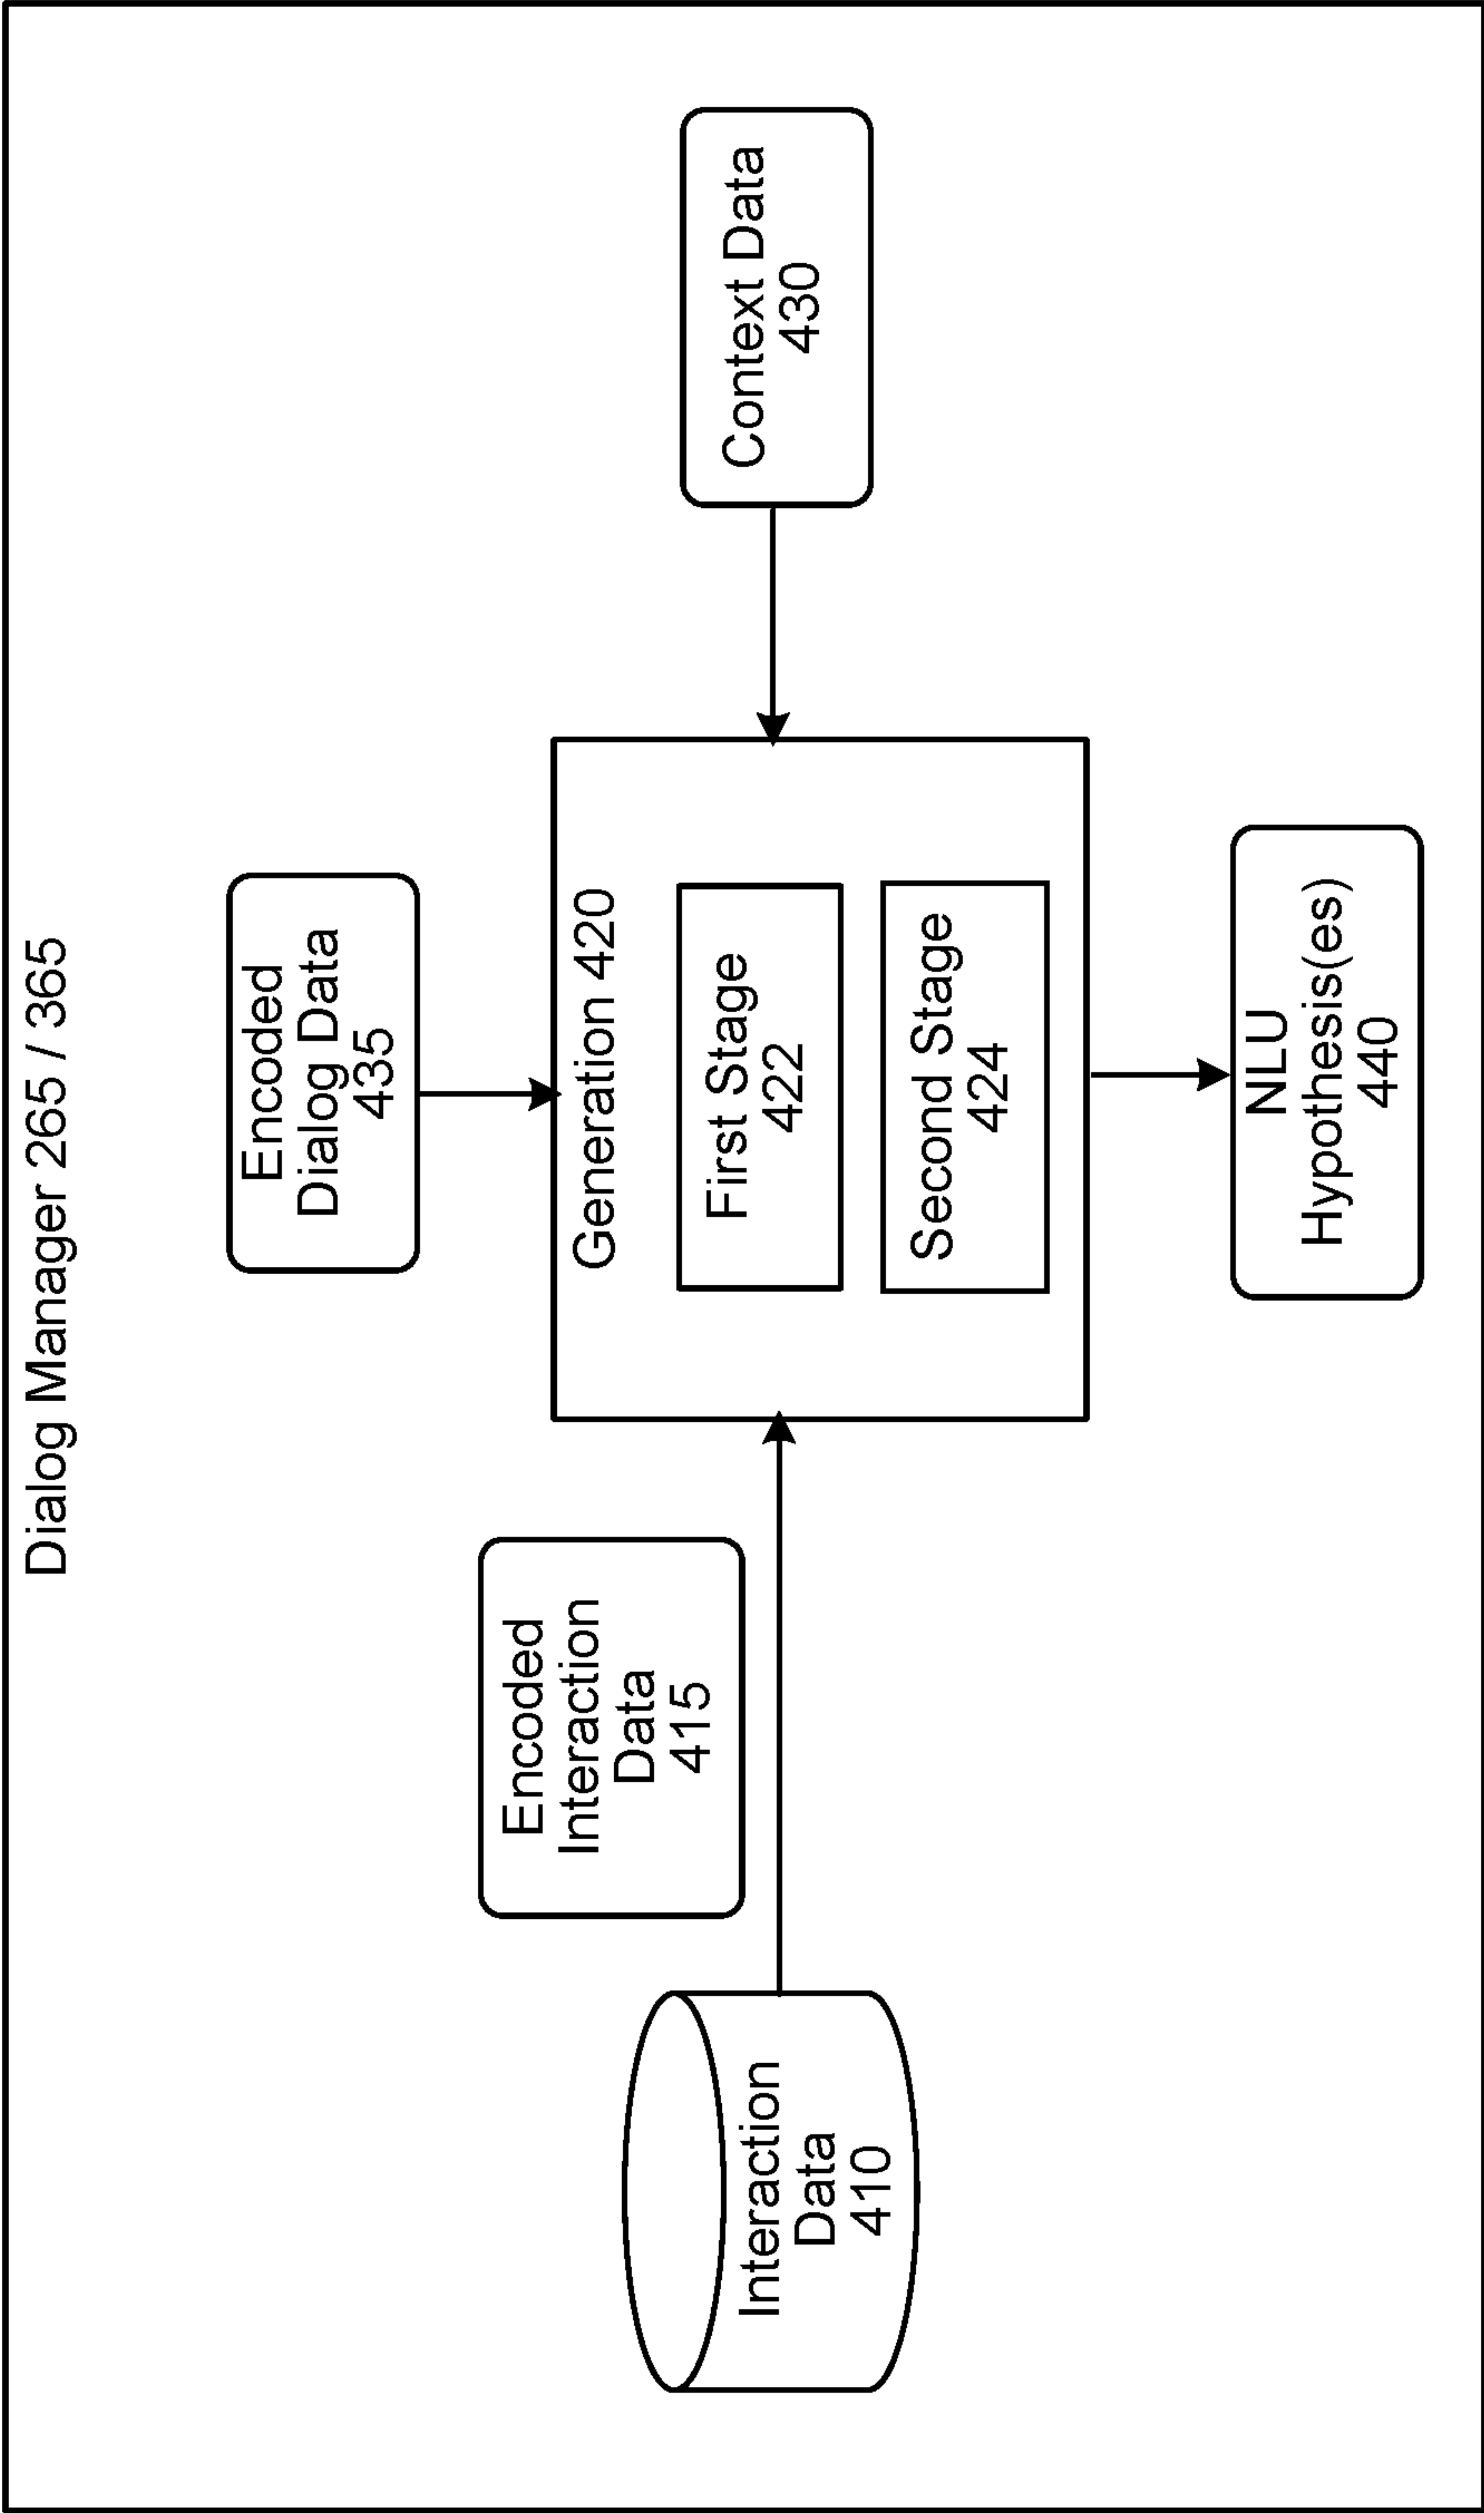 Dialog Manager 265 / 365
Encoded
Dialog Data
435
Interaction
Data
410
Encoded
Interaction
Data
415
Generation 420
First Stage
422
Second Stage
424
Context Data
430
NLU
Hypothesis(es)
440